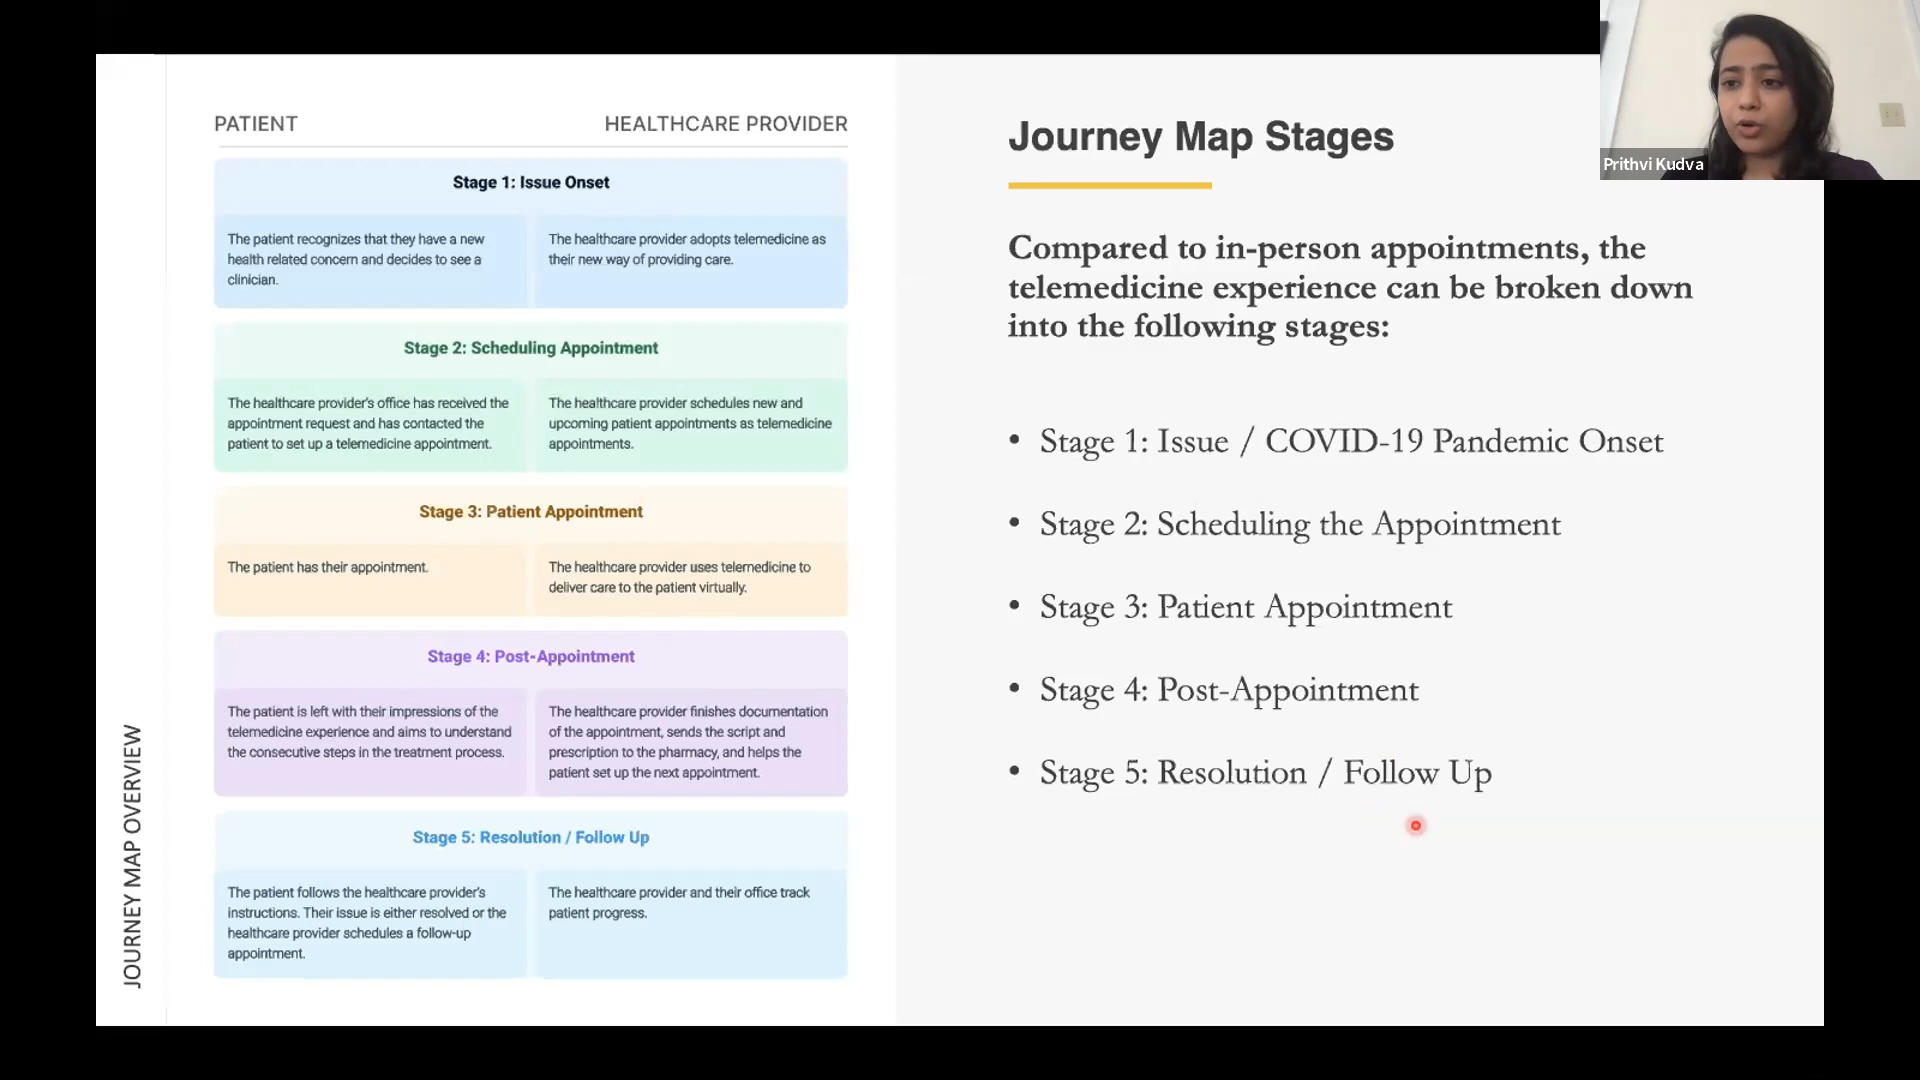 PATIENT
HEALTHCARE PROVIDER
Stage 1: Issue Onset
The patient recognizes that they have a new
health related concern and decides to see a
clinician.
The healthcare provider adopts telemedicine as
their new way of providing care.
Stage 2: Scheduling Appointment
The healthcare provider's office has received the
appointment request and has contacted the
patient to set up a telemedicine appointment.
The healthcare provider schedules new and
upcoming patient appointments as telemedicine
appointments.
Stage 3: Patient Appointment
The patient has their appointment.
The healthcare provider uses telemedicine to
deliver care to the patient virtually.
Stage 4: Post-Appointment
The patient is left with their impressions of the
telemedicine experience and aims to understand
the consecutive steps in the treatment process.
The healthcare provider finishes documentation
of the appointment, sends the script and
prescription to the pharmacy, and helps the
patient set up the next appointment.
Stage 5: Resolution / Follow Up
The patient follows the healthcare provider's
instructions. Their issue is either resolved or the
healthcare provider schedules a follow-up
appointment.
The healthcare provider and their office track
patient progress.
JOURNEY MAP OVERVIEW
Journey Map Stages
Compared to in-person appointments, the
telemedicine experience can be broken down
into the following stages:
• Stage 1: Issue / COVID-19 Pandemic Onset
• Stage 2: Scheduling the Appointment
• Stage 3: Patient Appointment
• Stage 4: Post-Appointment
• Stage 5: Resolution / Follow Up
Prithvi Kudva